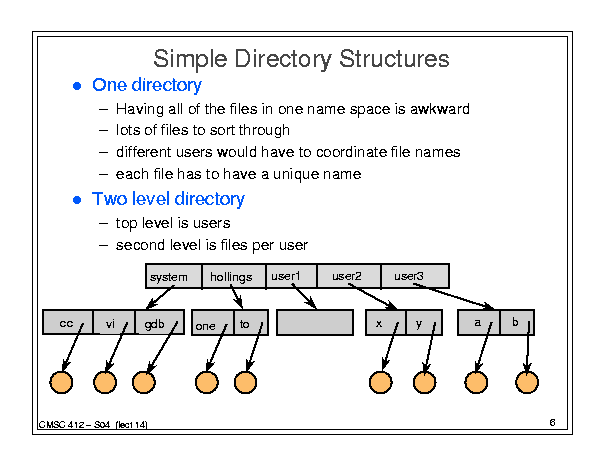 Simple Directory Structures
● One directory
– Having all of the files in one name space is awkward
– lots of files to sort through
– different users would have to coordinate file names
– each file has to have a unique name
● Two level directory
– top level is users
– second level is files per user
system hollings user1 user2 user3
cc vi gdb one to x y a b
CMSC 412 – S04 (lect 14) 6